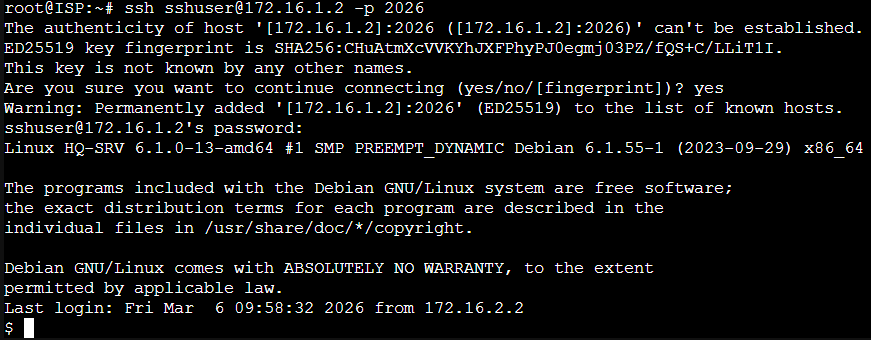 root@ISP:~# ssh sshuser@172.16.1.2 -p 2026
The authenticity of host '[172.16.1.2]:2026 ([172.16.1.2]:2026)' can't be established.
ED25519 key fingerprint is SHA256:CHuAtmXcVVKYhJXFPhyPJ0egmj03PZ/fQS+C/LLiT1I.
This key is not known by any other names.
Are you sure you want to continue connecting (yes/no/[fingerprint])? yes
Warning: Permanently added '[172.16.1.2]:2026' (ED25519) to the list of known hosts.
sshuser@172.16.1.2's password:
Linux HQ-SRV 6.1.0-13-amd64 #1 SMP PREEMPT_DYNAMIC Debian 6.1.55-1 (2023-09-29) x86_64
The programs included with the Debian GNU/Linux system are free software;
the exact distribution terms for each program are described in the
individual files in /usr/share/doc/*/copyright.
Debian GNU/Linux comes with ABSOLUTELY NO WARRANTY, to the extent
permitted by applicable law.
Last login: Fri Mar  6 09:58:32 2026 from 172.16.2.2
$